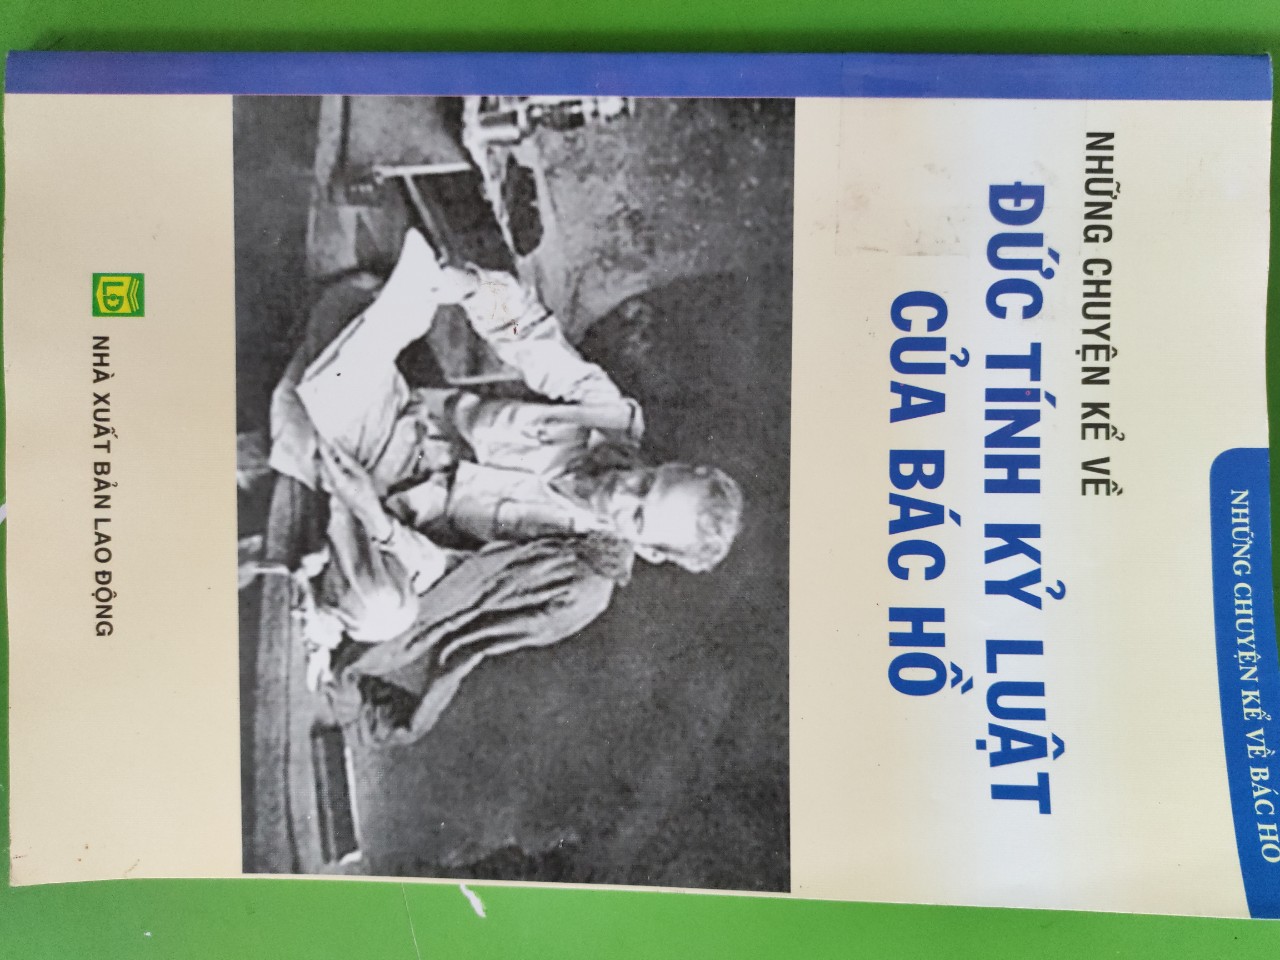 NHỮNG CHUYỆN KỂ VỀ BÁC HỒ
NHỮNG CHUYỆN KỂ VỀ
ĐỨC TÍNH KỶ LUẬT
CỦA BÁC HỒ
LĐ
NHÀ XUẤT BẢN LAO ĐỘNG